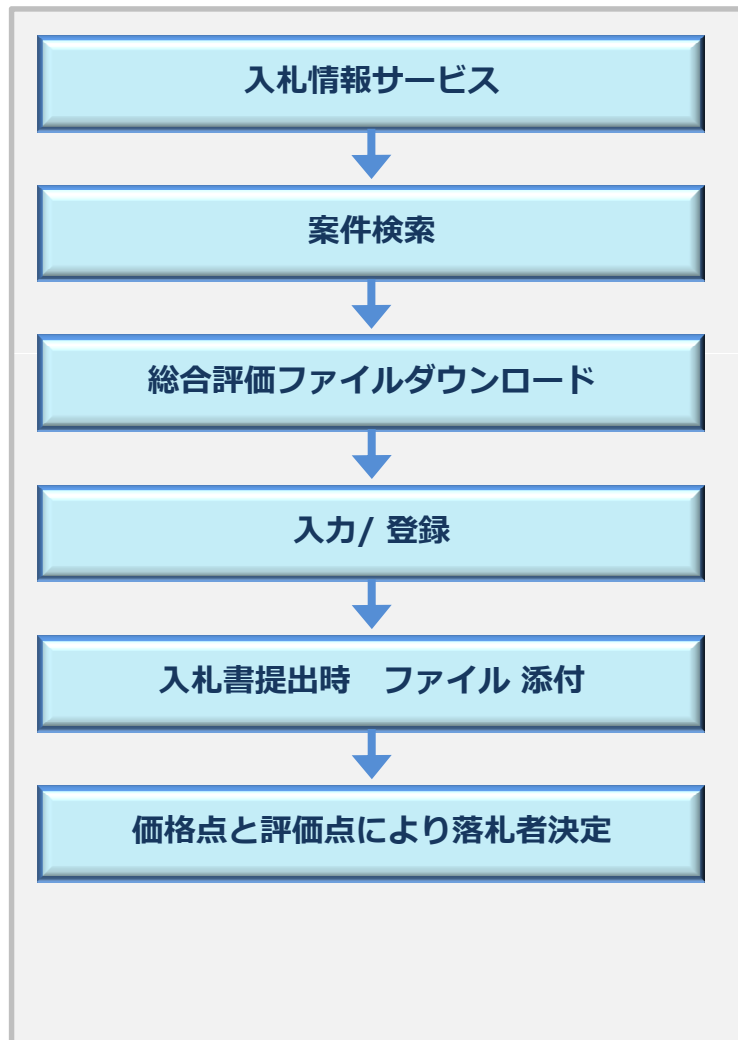 入札情報サービス
案件検索
総合評価ファイルダウンロード
入力/ 登録
入札書提出時　ファイル 添付
価格点と評価点により落札者決定